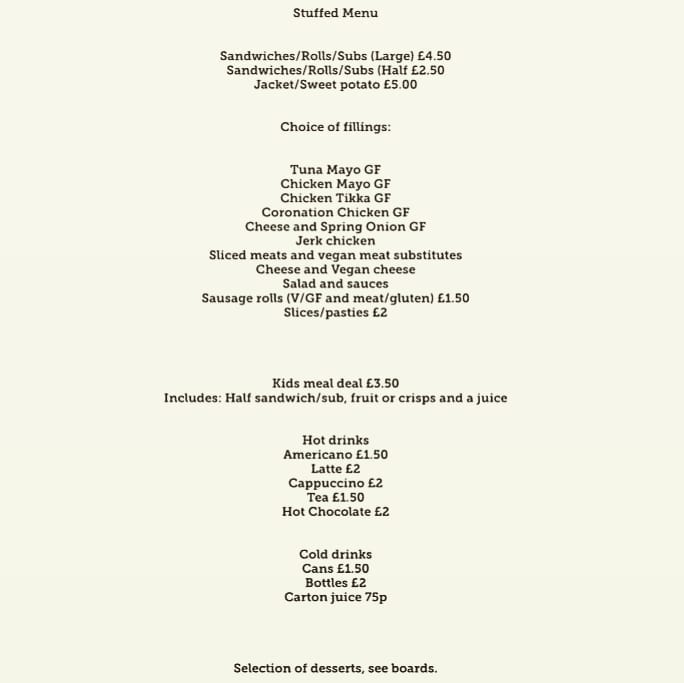 Stuffed Menu
Sandwiches/Rolls/Subs (Large) £4.50
Sandwiches/Rolls/Subs (Half £2.50
Jacket/Sweet potato £5.00
Choice of fillings:
Tuna Mayo GF
Chicken Mayo GF
Chicken Tikka GF
Coronation Chicken GF
Cheese and Spring Onion GF
Jerk chicken
Sliced meats and vegan meat substitutes
Cheese and Vegan cheese
Salad and sauces
Sausage rolls (V/GF and meat/gluten) £1.50
Slices/pasties £2
Kids meal deal £3.50
Includes: Half sandwich/sub, fruit or crisps and a juice
Hot drinks
Americano £1.50
Latte £2
Cappuccino £2
Tea £1.50
Hot Chocolate £2
Cold drinks
Cans £1.50
Bottles £2
Carton juice 75p
Selection of desserts, see boards.